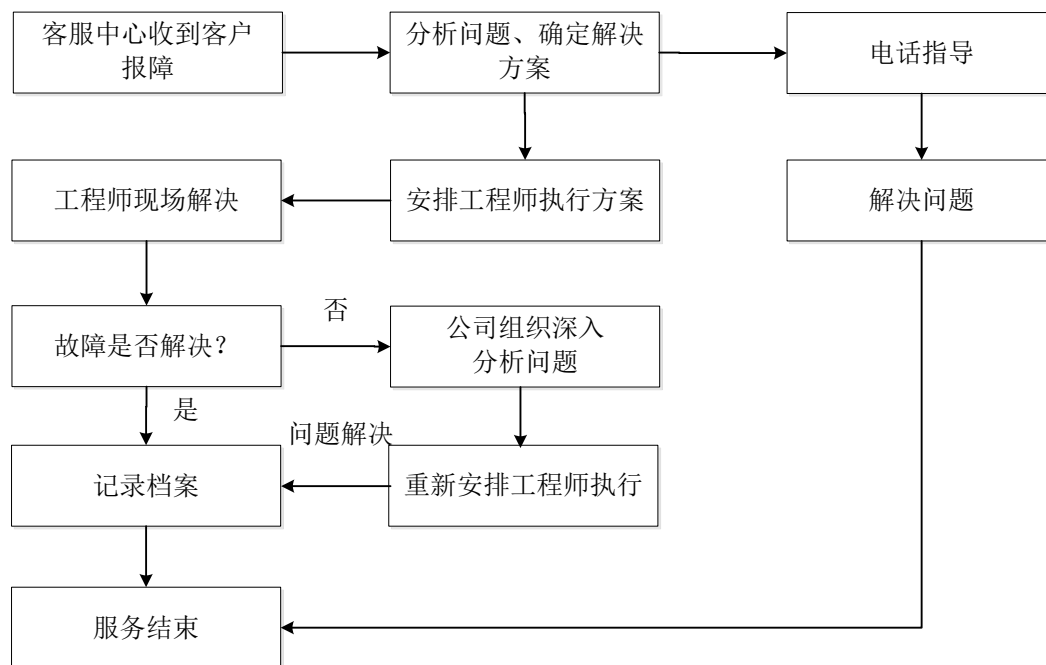 客服中心收到客户
报障
分析问题、确定解决
方案
电话指导
工程师现场解决
安排工程师执行方案
解决问题
故障是否解决?
否
公司组织深入
分析问题
是
问题解决
记录档案
重新安排工程师执行
服务结束